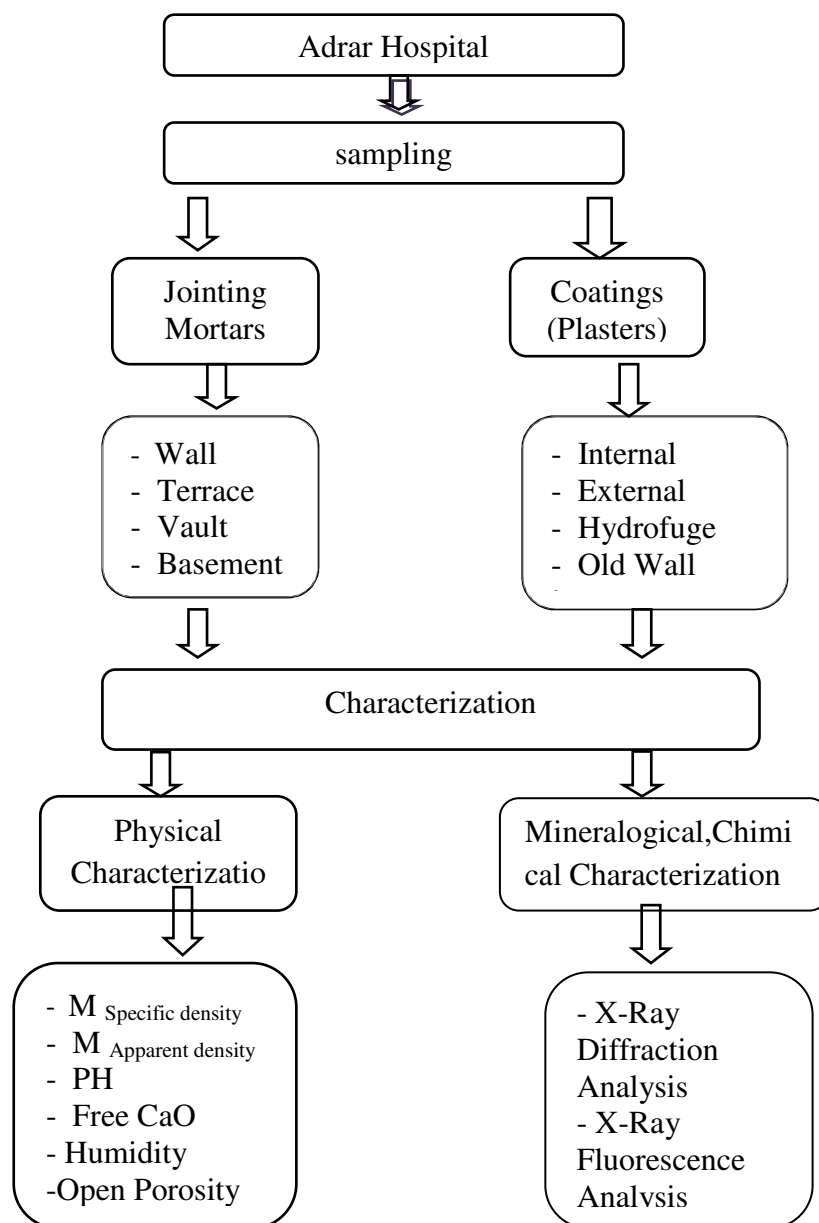 Adrar Hospital
sampling
Jointing
Mortars
Coatings
(Plasters)
- Wall
- Terrace
- Vault
- Basement
- Internal
- External
- Hydrofuge
- Old Wall
Characterization
Physical
Characterizatio
Mineralogical,Chimi
cal Characterization
- M Specific density
- M Apparent density
- PH
- Free CaO
- Humidity
-Open Porosity
- X-Ray
Diffraction
Analysis
- X-Ray
Fluorescence
Analysis